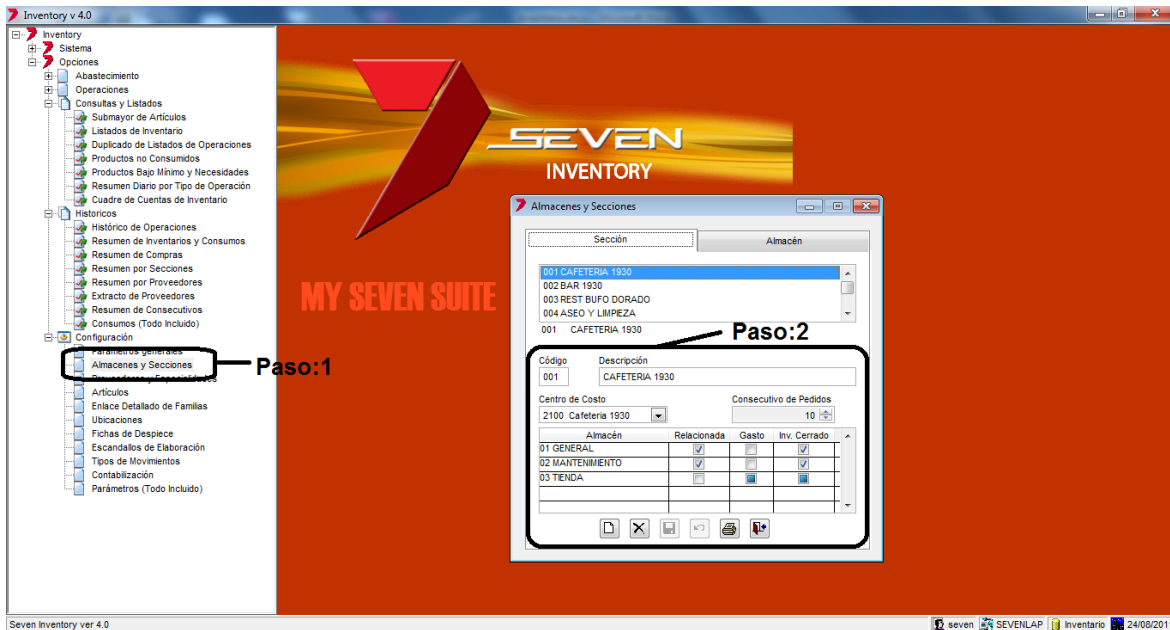 Inventory v 4.0
Inventory
Sistema
Opciones
Abastecimiento
Operaciones
Consultas y Listados
Submayor de Artículos
Listados de Inventario
Duplicado de Listados de Operaciones
Productos no Consumidos
Productos Bajo Mínimo y Necesidades
Resumen Diario por Tipo de Operación
Cuadre de Cuentas de Inventario
Historicos
Histórico de Operaciones
Resumen de Inventarios y Consumos
Resumen de Compras
Resumen por Secciones
Resumen por Proveedores
Extracto de Proveedores
Resumen de Consecutivos
Consumos (Todo Incluido)
Configuración
Parámetros generales
Almacenes y Secciones
Proveedores y Especialidades
Artículos
Enlace Detallado de Familias
Ubicaciones
Fichas de Despiece
Escandallos de Elaboración
Tipos de Movimientos
Contabilización
Parámetros (Todo Incluido)
Paso:1
SEVEN
INVENTORY
MY SEVEN SUITE
Almacenes y Secciones
Sección Almacén
001 CAFETERIA 1930
002 BAR 1930
003 REST BUFO DORADO
004 ASEO Y LIMPIEZA
001 CAFETERIA 1930
Paso:2
Código Descripción
001 CAFETERIA 1930
Centro de Costo Consecutivo de Pedidos
2100 Cafeteria 1930 10
Almacén Relacionada Gasto Inv. Cerrado
01 GENERAL
02 MANTENIMIENTO
03 TIENDA
Seven Inventory ver 4.0 seven SEVENLAP Inventario 24/08/201